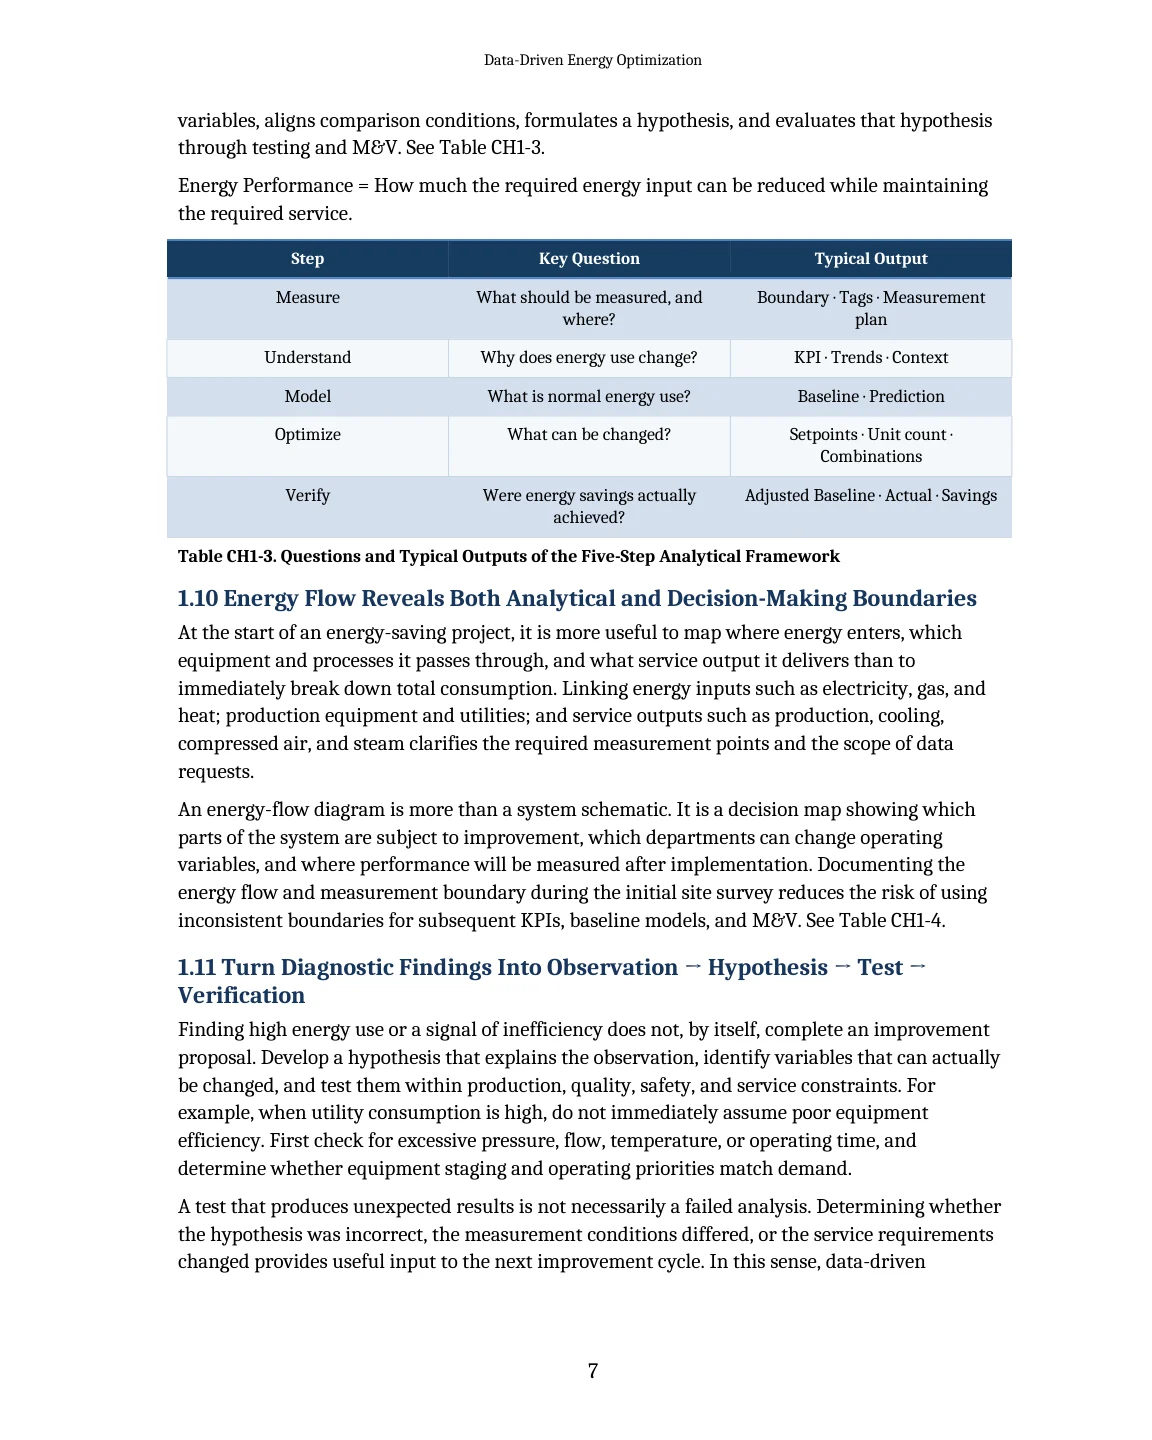 Data-Driven Energy Optimization
variables, aligns comparison conditions, formulates a hypothesis, and evaluates that hypothesis
through testing and M&V. See Table CH1-3.
Energy Performance = How much the required energy input can be reduced while maintaining
the required service.
Step Key Question Typical Output
Measure What should be measured, and where? Boundary · Tags · Measurement plan
Understand Why does energy use change? KPI · Trends · Context
Model What is normal energy use? Baseline · Prediction
Optimize What can be changed? Setpoints · Unit count · Combinations
Verify Were energy savings actually achieved? Adjusted Baseline · Actual · Savings
Table CH1-3. Questions and Typical Outputs of the Five-Step Analytical Framework
1.10 Energy Flow Reveals Both Analytical and Decision-Making Boundaries
At the start of an energy-saving project, it is more useful to map where energy enters, which
equipment and processes it passes through, and what service output it delivers than to
immediately break down total consumption. Linking energy inputs such as electricity, gas, and
heat; production equipment and utilities; and service outputs such as production, cooling,
compressed air, and steam clarifies the required measurement points and the scope of data
requests.
An energy-flow diagram is more than a system schematic. It is a decision map showing which
parts of the system are subject to improvement, which departments can change operating
variables, and where performance will be measured after implementation. Documenting the
energy flow and measurement boundary during the initial site survey reduces the risk of using
inconsistent boundaries for subsequent KPIs, baseline models, and M&V. See Table CH1-4.
1.11 Turn Diagnostic Findings Into Observation → Hypothesis → Test →
Verification
Finding high energy use or a signal of inefficiency does not, by itself, complete an improvement
proposal. Develop a hypothesis that explains the observation, identify variables that can actually
be changed, and test them within production, quality, safety, and service constraints. For
example, when utility consumption is high, do not immediately assume poor equipment
efficiency. First check for excessive pressure, flow, temperature, or operating time, and
determine whether equipment staging and operating priorities match demand.
A test that produces unexpected results is not necessarily a failed analysis. Determining whether
the hypothesis was incorrect, the measurement conditions differed, or the service requirements
changed provides useful input to the next improvement cycle. In this sense, data-driven
7